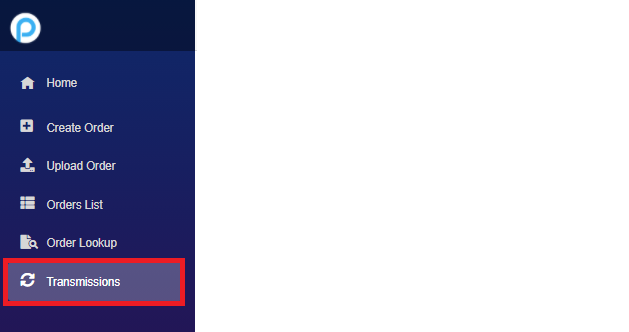 Home
Create Order
Upload Order
Orders List
Order Lookup
Transmissions